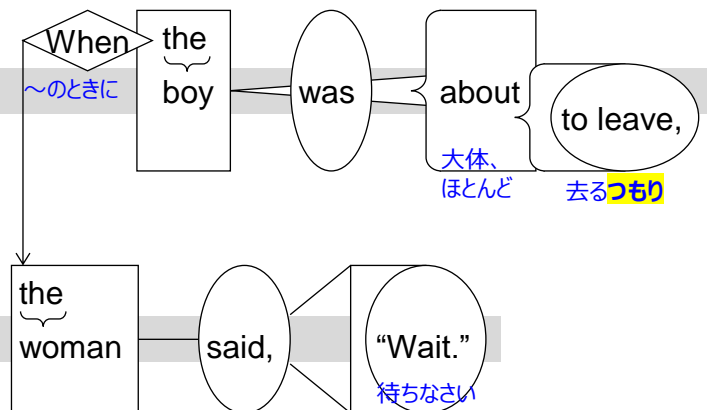 When the
boy was about to leave,
～のときに
大体、
ほとんど
去るつもり
the
woman said, “Wait.”
待ちなさい